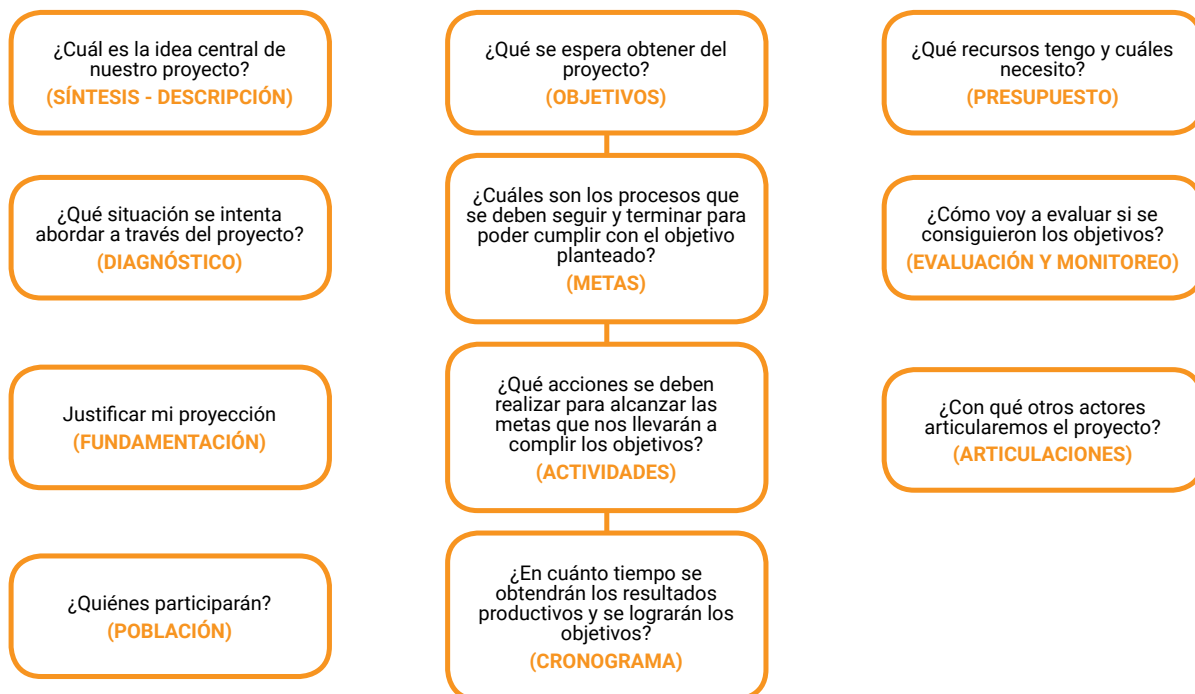 ¿Cuál es la idea central de
nuestro proyecto?
(SÍNTESIS - DESCRIPCIÓN)
¿Qué situación se intenta
abordar a través del proyecto?
(DIAGNÓSTICO)
Justificar mi proyección
(FUNDAMENTACIÓN)
¿Quiénes participarán?
(POBLACIÓN)
¿Qué se espera obtener del
proyecto?
(OBJETIVOS)
¿Cuáles son los procesos que
se deben seguir y terminar para
poder cumplir con el objetivo
planteado?
(METAS)
¿Qué acciones se deben
realizar para alcanzar las
metas que nos llevarán a
complir los objetivos?
(ACTIVIDADES)
¿En cuánto tiempo se
obtendrán los resultados
productivos y se lograrán los
objetivos?
(CRONOGRAMA)
¿Qué recursos tengo y cuáles
necesito?
(PRESUPUESTO)
¿Cómo voy a evaluar si se
consiguieron los objetivos?
(EVALUACIÓN Y MONITOREO)
¿Con qué otros actores
articularemos el proyecto?
(ARTICULACIONES)